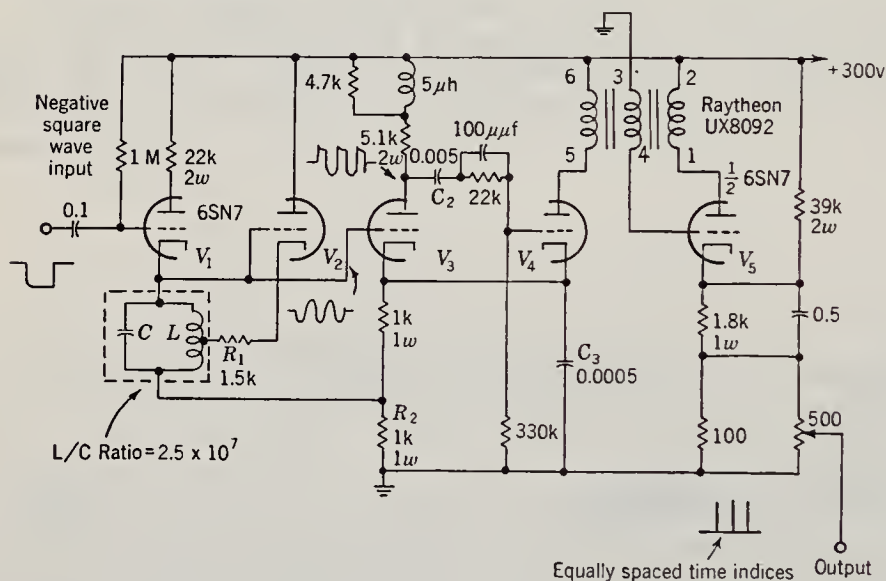 4.7k
5μh
6
3
2
+300v
Negative
square
wave
input
1 M
22k
2w
5.1k
2w
0.005
100μμf
Raytheon
UX8092
5
4
1
C₂
22k
½ 6SN7
39k
2w
0.1
6SN7
V₁
V₂
V₃
V₄
V₅
C
L
R₁
1.5k
1k
1w
C₃
0.0005
1.8k
1w
0.5
L/C Ratio=2.5 x 10⁷
R₂
1k
1w
330k
100
500
Equally spaced time indices
Output